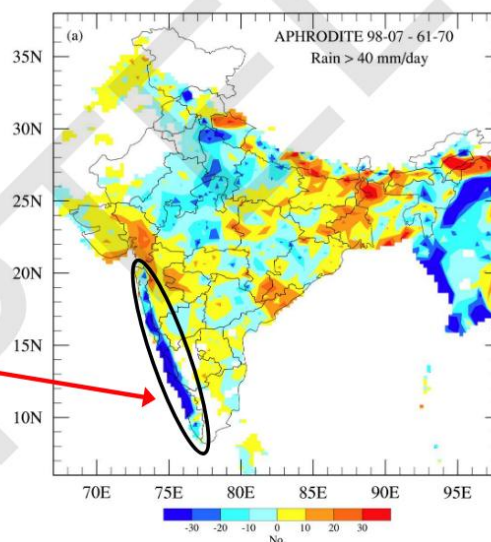 (a)
APHRODITE 98-07 - 61-70
Rain > 40 mm/day
35N
30N
25N
20N
15N
10N
70E 75E 80E 85E 90E 95E
-30 -20 -10 0 10 20 30
No